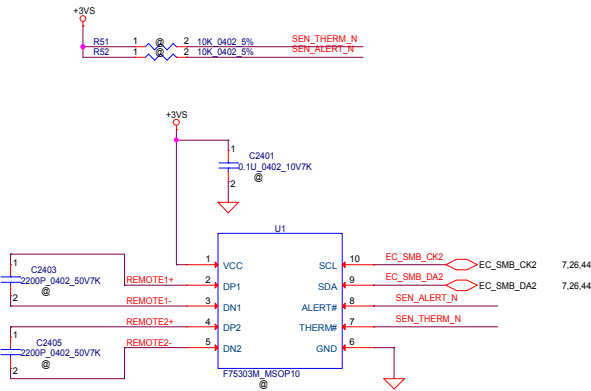 +3VS
R51 1 @ 2 10K_0402_5% SEN_THERM_N
R52 1 @ 2 10K_0402_5% SEN_ALERT_N
+3VS
1
C2401
0.1U_0402_10V7K
2 @
U1
1 VCC SCL 10 EC_SMB_CK2 EC_SMB_CK2 7,26,44
1
C2403
2200P_0402_50V7K
@
2
REMOTE1+ 2 DP1 SDA 9 EC_SMB_DA2 EC_SMB_DA2 7,26,44
REMOTE1- 3 DN1 ALERT# 8 SEN_ALERT_N
REMOTE2+ 4 DP2 THERM# 7 SEN_THERM_N
1
C2405
2200P_0402_50V7K
@
2
REMOTE2- 5 DN2 GND 6
F75303M_MSOP10
@